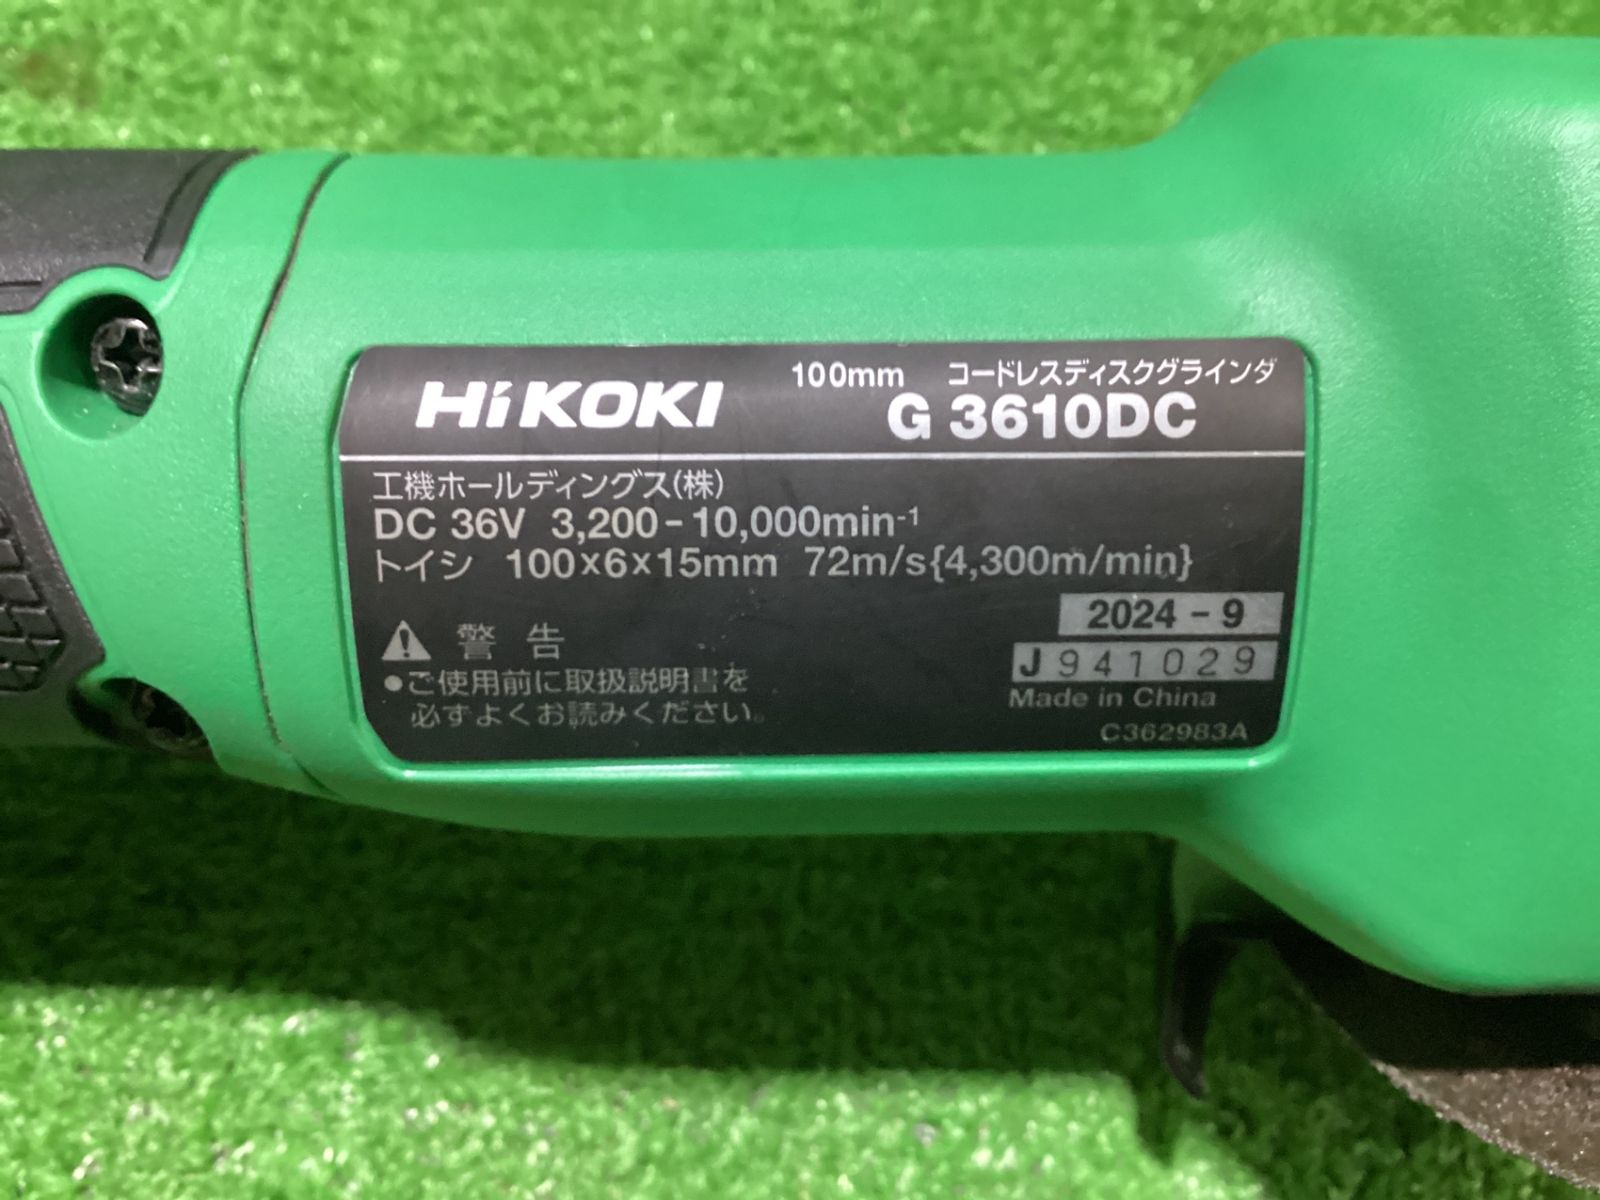 HiKOKI
100mm コードレスディスクグラインダ
G 3610DC
工機ホールディングス(株)
DC 36V 3,200-10,000min-1
トイシ 100×6×15mm 72m/s{4,300m/min}
2024-9
警告
J941029
●ご使用前に取扱説明書を
必ずよくお読みください。
Made in China
C362983A